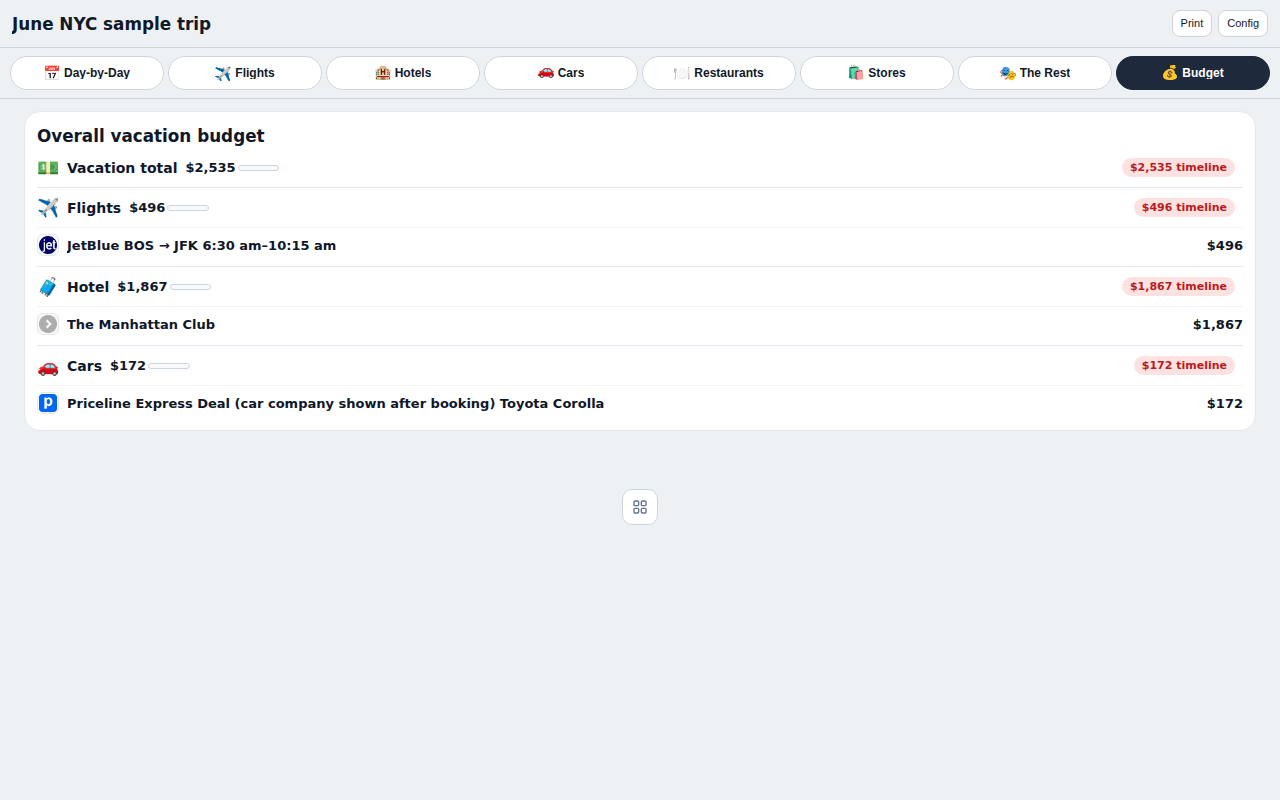 June NYC sample trip
Print
Config
Day-by-Day
Flights
Hotels
Cars
Restaurants
Stores
The Rest
Budget
Overall vacation budget
Vacation total $2,535
$2,535 timeline
Flights $496
$496 timeline
jet
JetBlue BOS → JFK 6:30 am–10:15 am
$496
Hotel $1,867
$1,867 timeline
The Manhattan Club
$1,867
Cars $172
$172 timeline
p
Priceline Express Deal (car company shown after booking) Toyota Corolla
$172